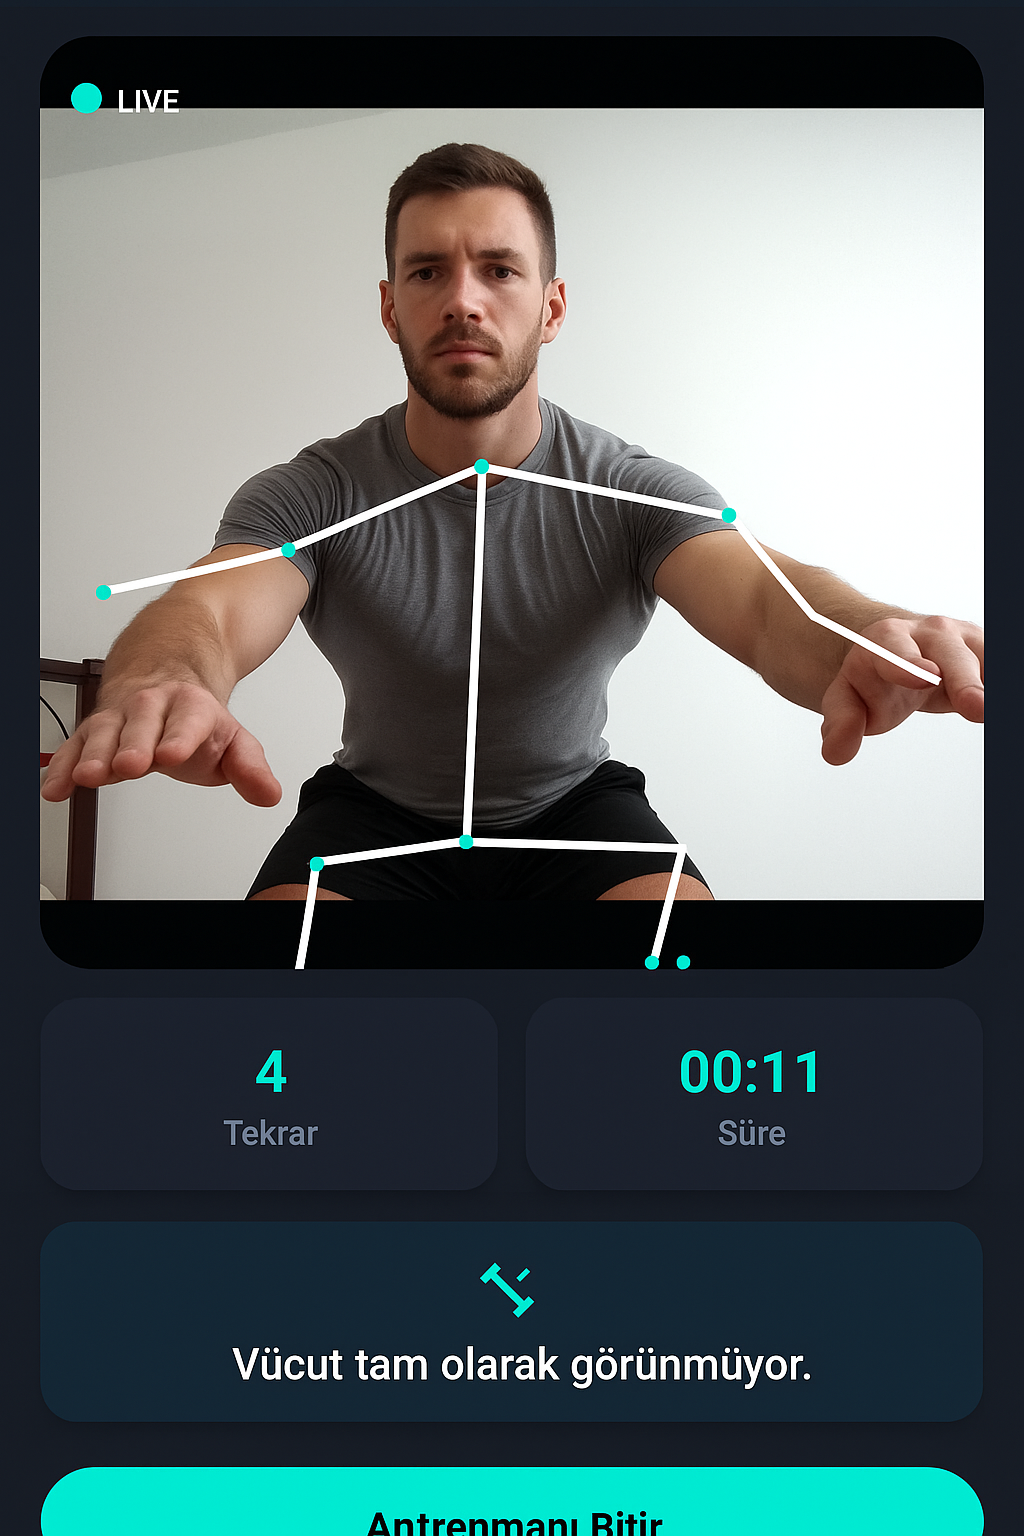 LIVE
4
Tekrar
00:11
Süre
Vücut tam olarak görünmüyor.
Antrenmanı Bitir